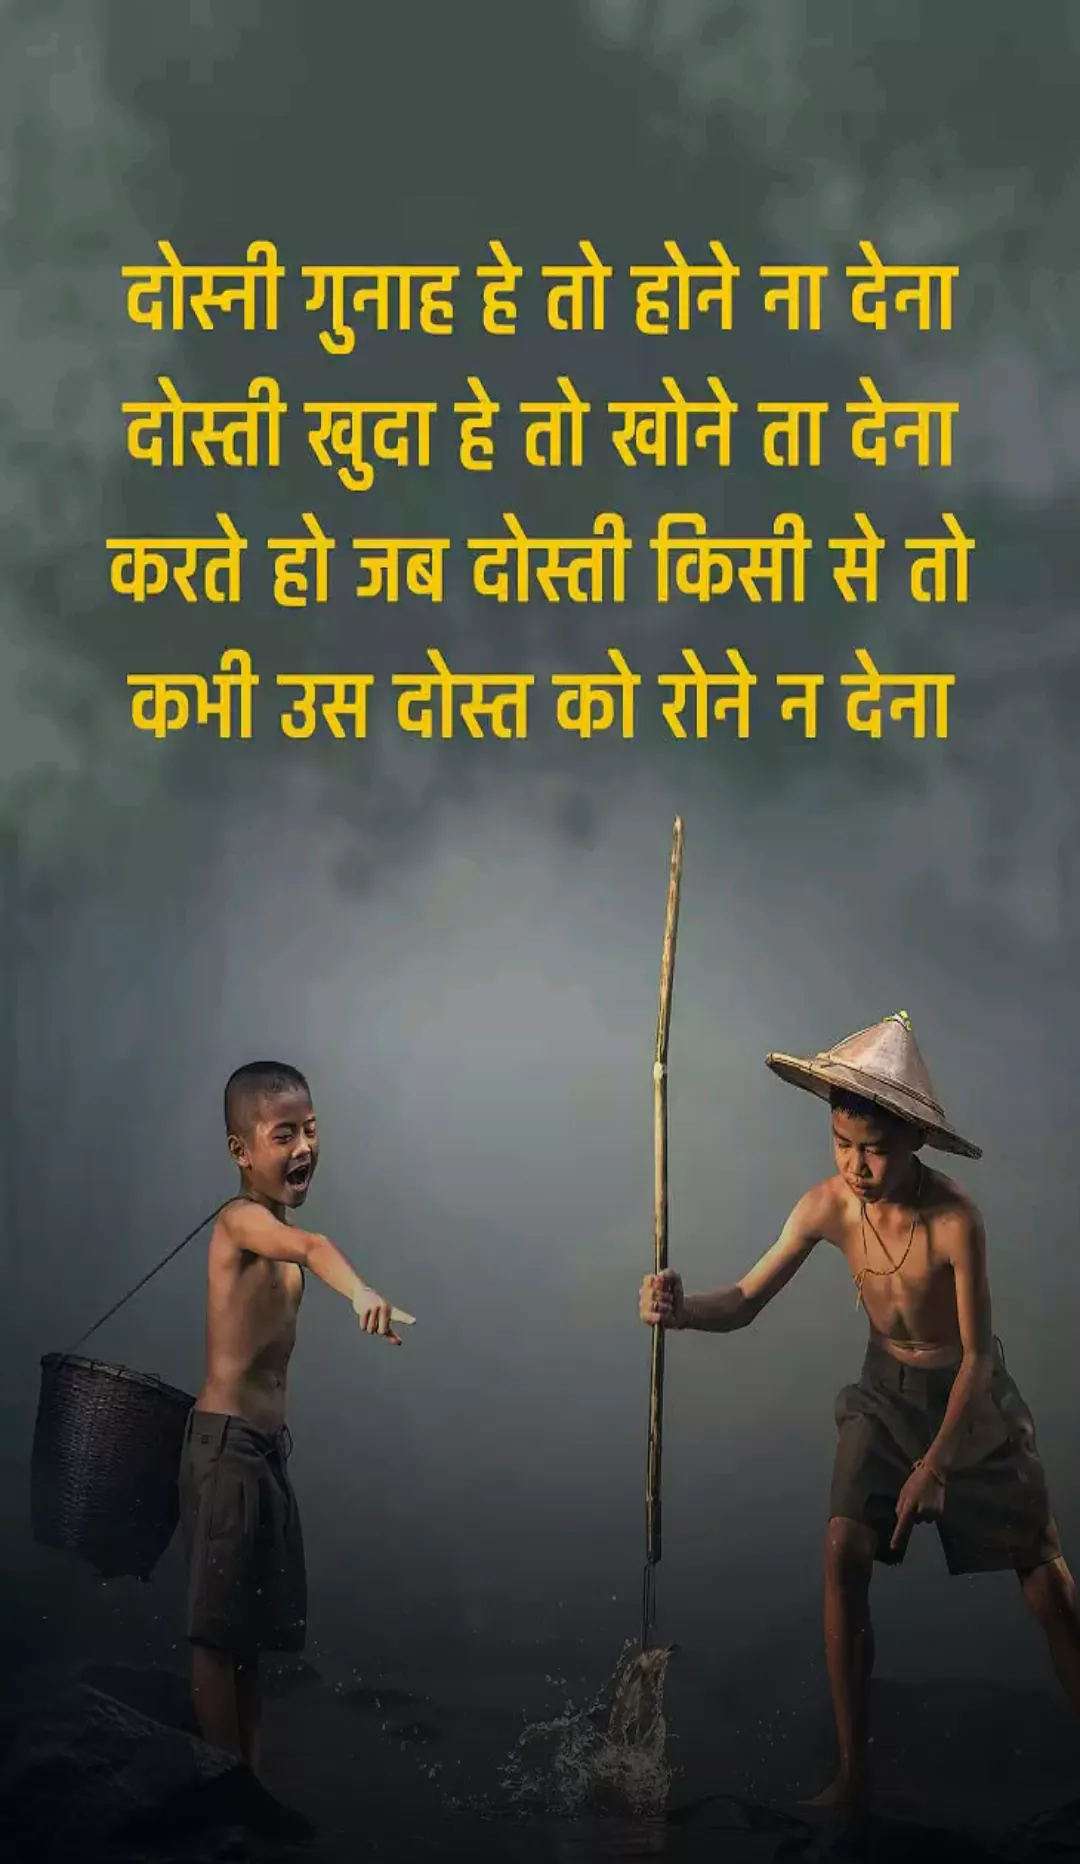 दोस्नी गुनाह हे तो होने ना देना
दोस्ती खुदा हे तो खोने ता देना
करते हो जब दोस्ती किसी से तो
कभी उस दोस्त को रोने न देना